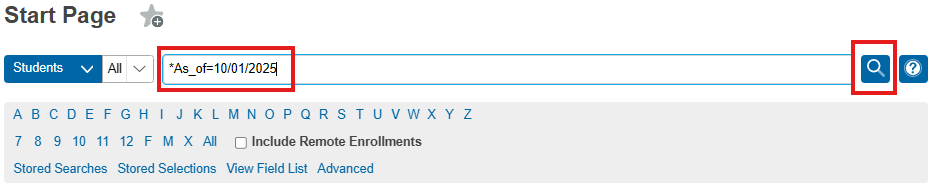 Start Page
Students All *As_of=10/01/2025 ?
A B C D E F G H I J K L M N O P Q R S T U V W X Y Z
7 8 9 10 11 12 F M X All Include Remote Enrollments
Stored Searches Stored Selections View Field List Advanced